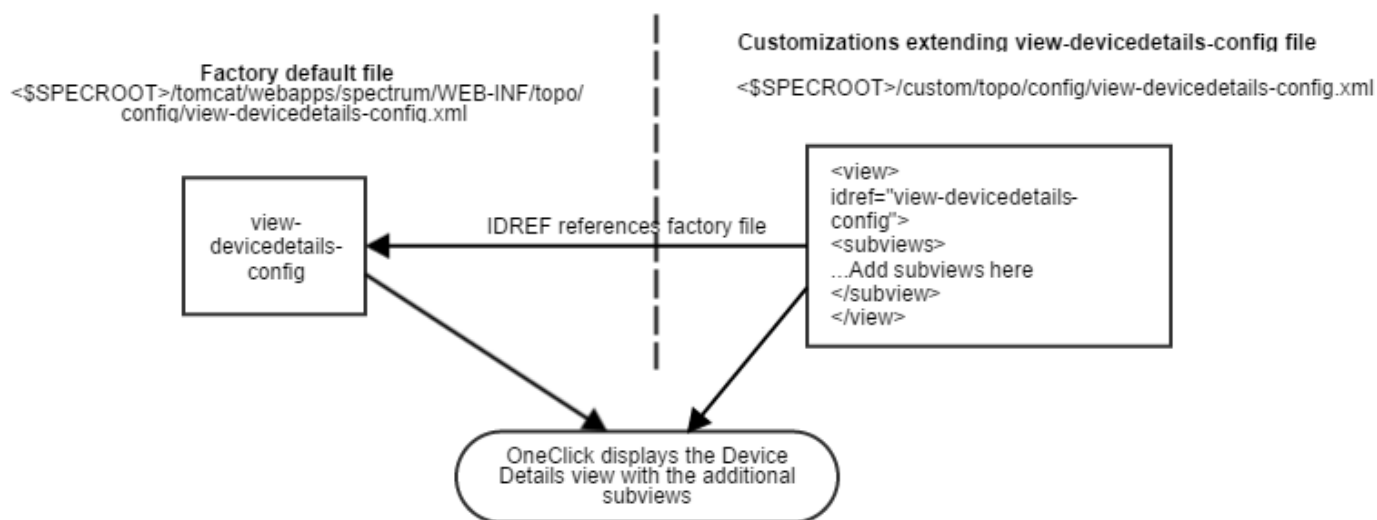 Factory default file
<$SPECROOT>/tomcat/webapps/spectrum/WEB-INF/topo/
config/view-devicedetails-config.xml
Customizations extending view-devicedetails-config file
<$SPECROOT>/custom/topo/config/view-devicedetails-config.xml
view-
devicedetails-
config
IDREF references factory file
<view>
idref="view-devicedetails-
config">
<subviews>
...Add subviews here
</subview>
</view>
OneClick displays the Device
Details view with the additional
subviews